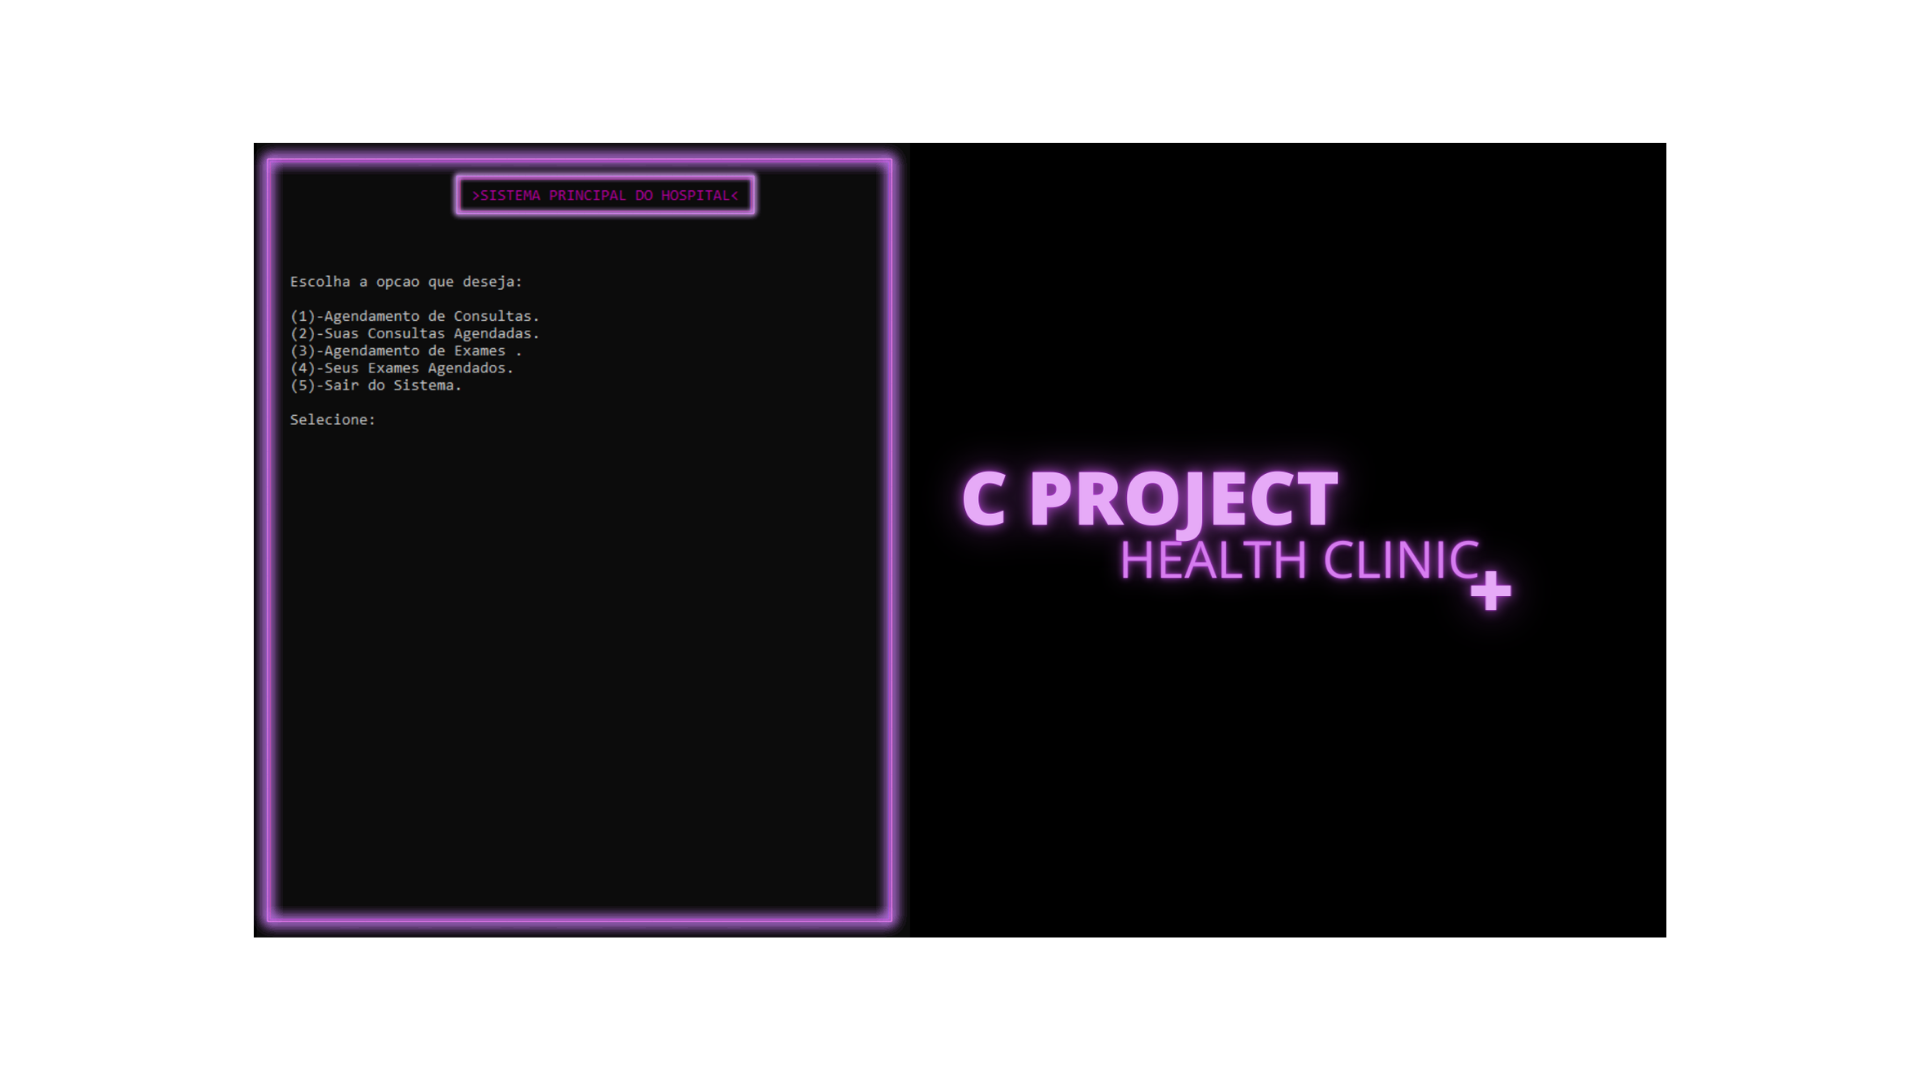 >SISTEMA PRINCIPAL DO HOSPITAL<
Escolha a opcao que deseja:
(1)-Agendamento de Consultas.
(2)-Suas Consultas Agendadas.
(3)-Agendamento de Exames .
(4)-Seus Exames Agendados.
(5)-Sair do Sistema.
Selecione:
C PROJECT
HEALTH CLINIC